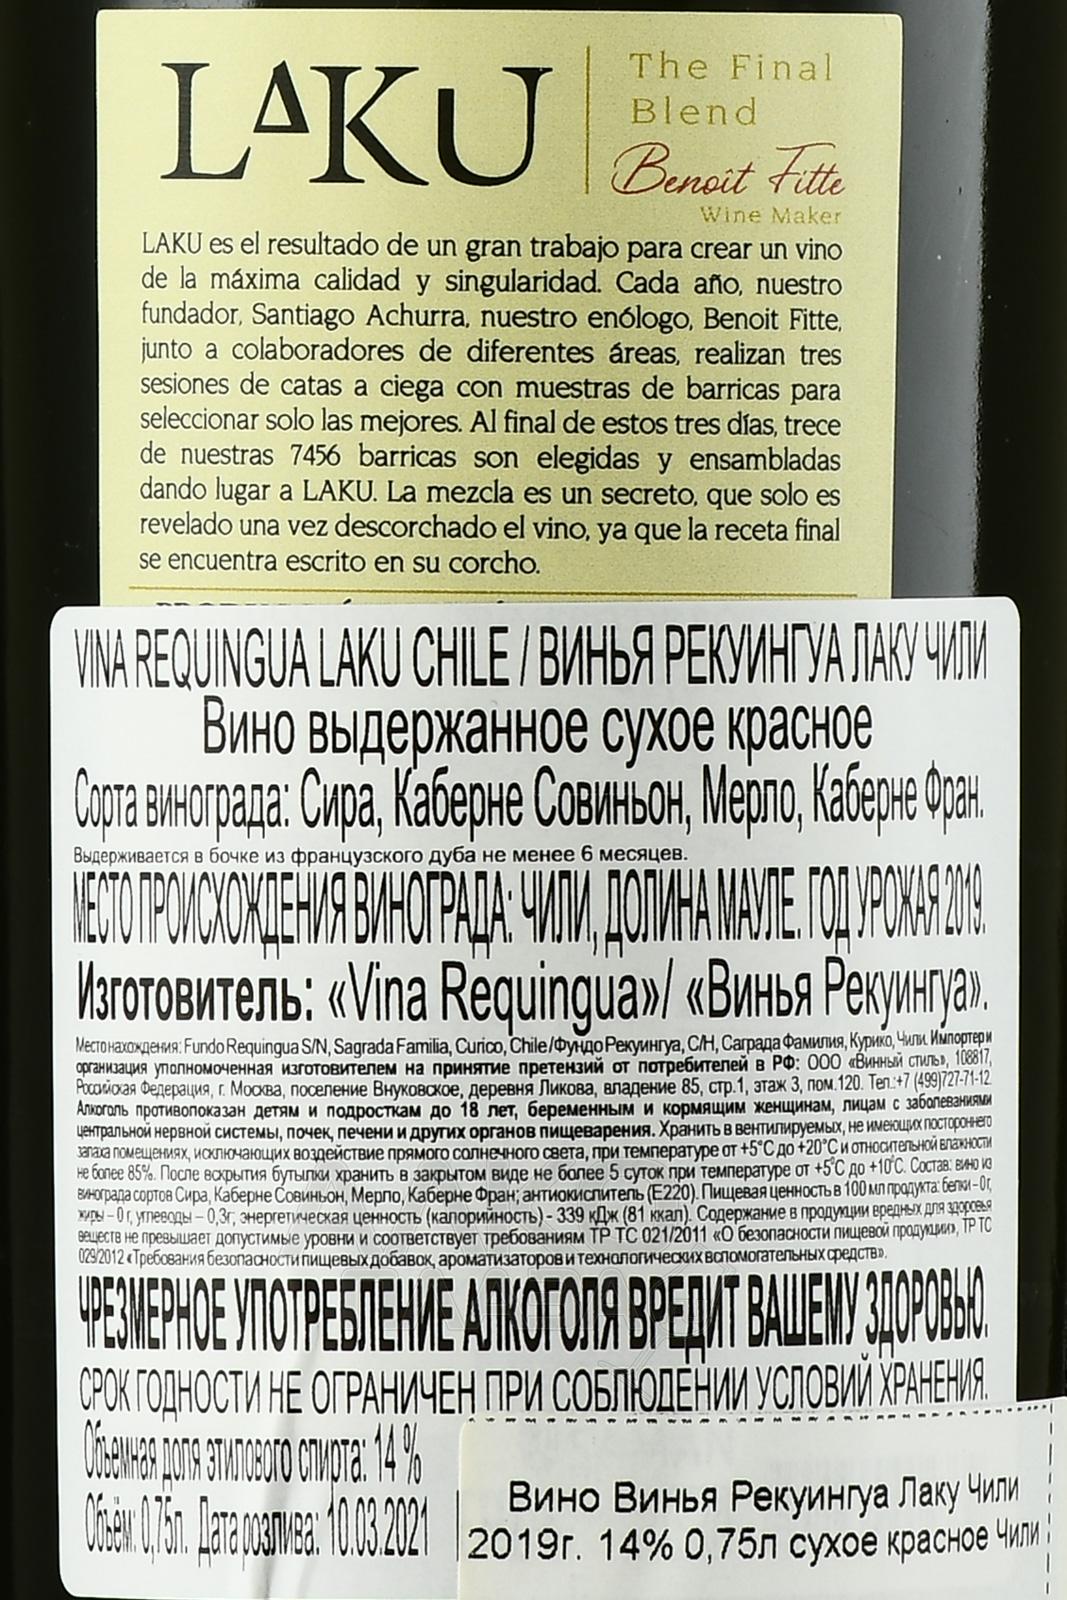 LAKU
The Final
Blend
Benoît Fitte
Wine Maker
LAKU es el resultado de un gran trabajo para crear un vino
de la máxima calidad y singularidad. Cada año, nuestro
fundador, Santiago Achurra, nuestro enólogo, Benoit Fitte,
junto a colaboradores de diferentes áreas, realizan tres
sesiones de catas a ciega con muestras de barricas para
seleccionar solo las mejores. Al final de estos tres días, trece
de nuestras 7456 barricas son elegidas y ensambladas
dando lugar a LAKU. La mezcla es un secreto, que solo es
revelado una vez descorchado el vino, ya que la receta final
se encuentra escrito en su corcho.
VINA REQUINGUA LAKU CHILE / ВИНЬЯ РЕКУИНГУА ЛАКУ ЧИЛИ
Вино выдержанное сухое красное
Сорта винограда: Сира, Каберне Совиньон, Мерло, Каберне Фран.
Выдерживается в бочке из французского дуба не менее 6 месяцев.
МЕСТО ПРОИСХОЖДЕНИЯ ВИНОГРАДА: ЧИЛИ, ДОЛИНА МАУЛЕ. ГОД УРОЖАЯ 2019.
Изготовитель: «Vina Requingua»/ «Винья Рекуингуа».
Место нахождения: Fundo Requingua S/N, Sagrada Familia, Curico, Chile /Фундо Рекуингуа, С/Н, Саграда Фамилия, Курико, Чили. Импортер и
организация уполномоченная изготовителем на принятие претензий от потребителей в РФ: ООО «Винный стиль», 108817,
Российская Федерация, г. Москва, поселение Внуковское, деревня Ликова, владение 85, стр.1, этаж 3, пом.120. Тел.:+7 (499)727-71-12.
Алкоголь противопоказан детям и подросткам до 18 лет, беременным и кормящим женщинам, лицам с заболеваниями
центральной нервной системы, почек, печени и других органов пищеварения. Хранить в вентилируемых, не имеющих постороннего
запаха помещениях, исключающих воздействие прямого солнечного света, при температуре от +5°С до +20°С и относительной влажности
не более 85%. После вскрытия бутылки хранить в закрытом виде не более 5 суток при температуре от +5°С до +10°С. Состав: вино из
винограда сортов Сира, Каберне Совиньон, Мерло, Каберне Фран; антиокислитель (Е220). Пищевая ценность в 100 мл продукта: белки – 0 г,
жиры – 0 г, углеводы – 0,3г; энергетическая ценность (калорийность) - 339 кДж (81 ккал). Содержание в продукции вредных для здоровья
веществ не превышает допустимые уровни и соответствует требованиям ТР ТС 021/2011 «О безопасности пищевой продукции», ТР ТС
029/2012 «Требования безопасности пищевых добавок, ароматизаторов и технологических вспомогательных средств».
ЧРЕЗМЕРНОЕ УПОТРЕБЛЕНИЕ АЛКОГОЛЯ ВРЕДИТ ВАШЕМУ ЗДОРОВЬЮ.
СРОК ГОДНОСТИ НЕ ОГРАНИЧЕН ПРИ СОБЛЮДЕНИИ УСЛОВИЙ ХРАНЕНИЯ.
Объемная доля этилового спирта: 14 %
Объём: 0,75л. Дата розлива: 10.03.2021
Вино Винья Рекуингуа Лаку Чили
2019г. 14% 0,75л сухое красное Чили